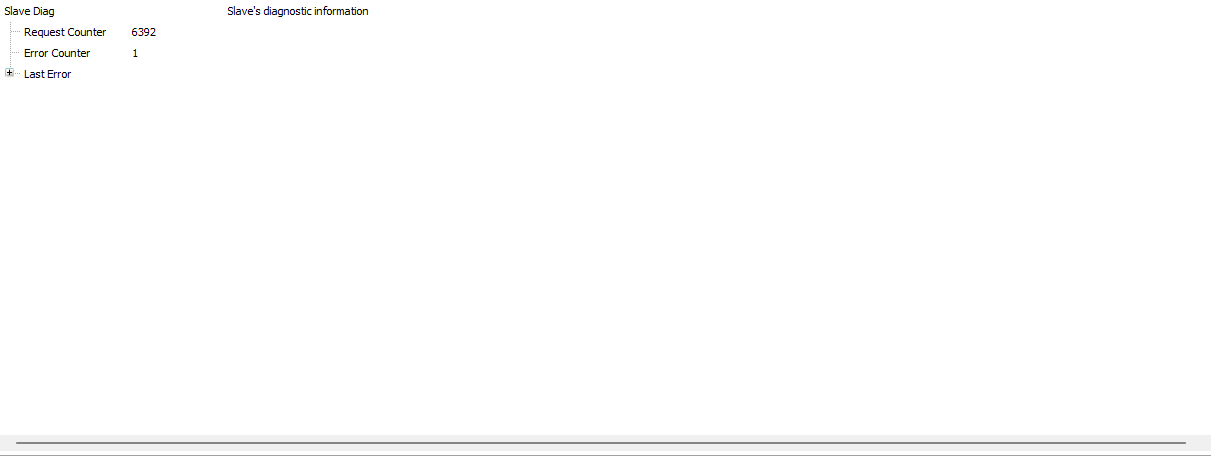 Slave Diag Slave's diagnostic information
Request Counter 6392
Error Counter 1
Last Error